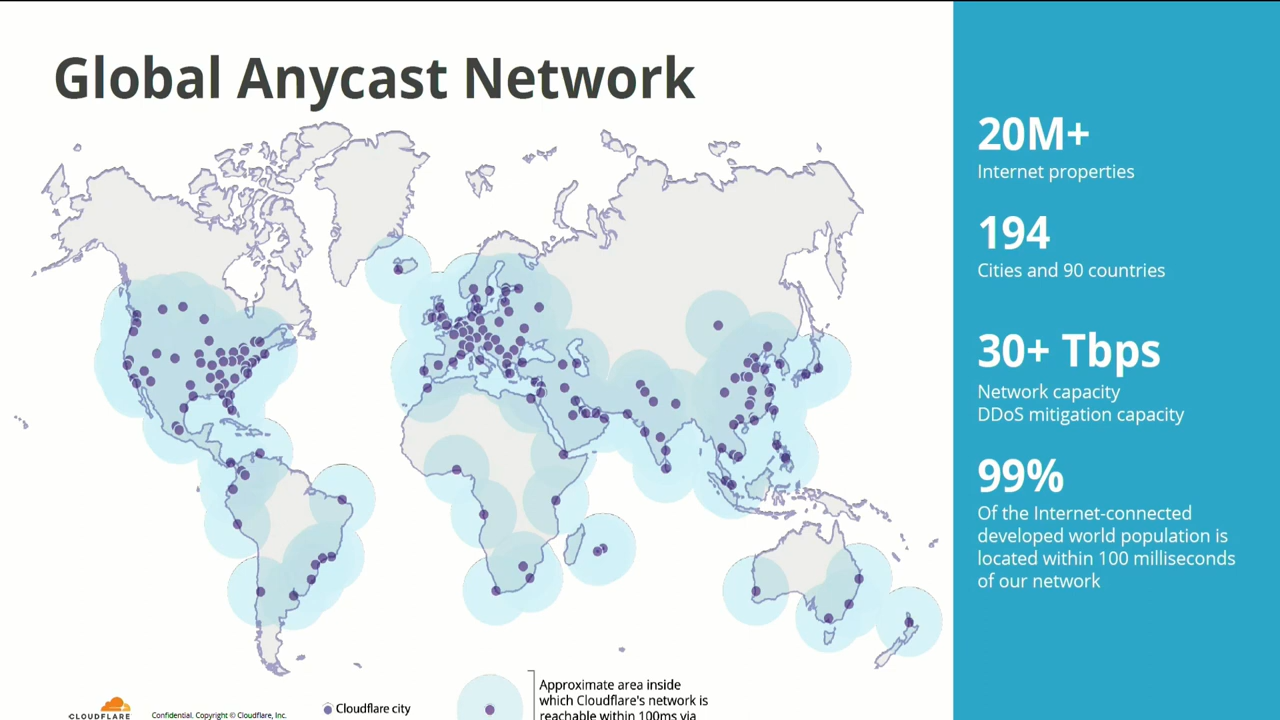 Global Anycast Network
20M+
Internet properties
194
Cities and 90 countries
30+ Tbps
Network capacity
DDoS mitigation capacity
99%
Of the Internet-connected
developed world population is
located within 100 milliseconds
of our network
CLOUDFLARE
Confidential. Copyright © Cloudflare, Inc.
Cloudflare city
Approximate area inside
which Cloudflare's network is
reachable within 100ms via